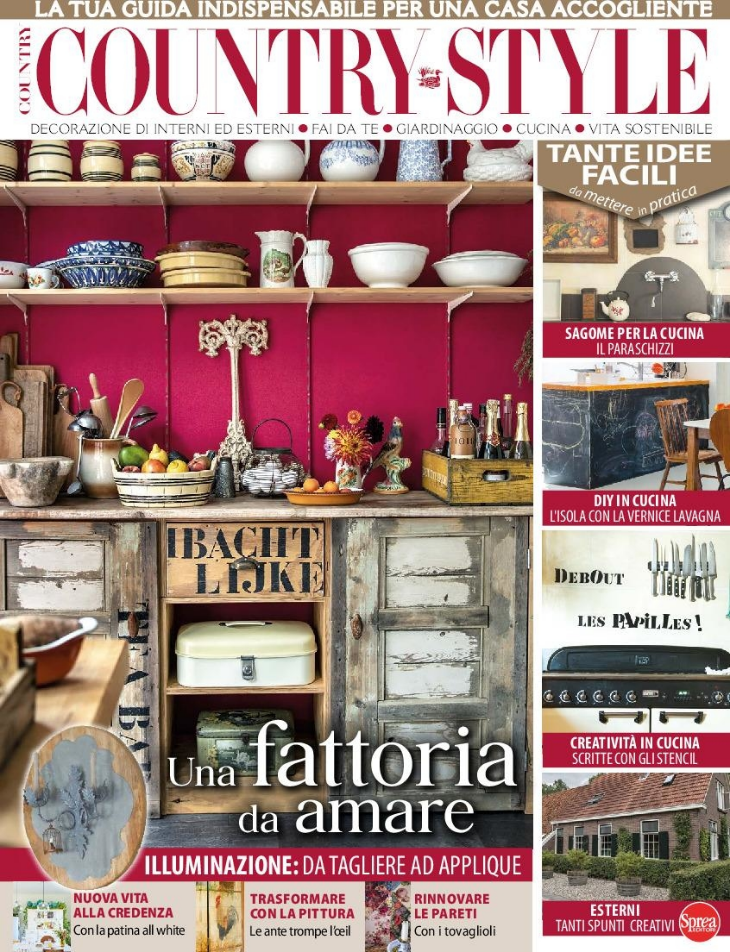 LA TUA GUIDA INDISPENSABILE PER UNA CASA ACCOGLIENTE
COUNTRY
COUNTRY STYLE
DECORAZIONE DI INTERNI ED ESTERNI ● FAI DA TE ● GIARDINAGGIO ● CUCINA ● VITA SOSTENIBILE
TANTE IDEE
FACILI
da mettere in pratica
SAGOME PER LA CUCINA
IL PARASCHIZZI
DIY IN CUCINA
L'ISOLA CON LA VERNICE LAVAGNA
DEBOUT
LES PAPILLES!
CREATIVITÀ IN CUCINA
SCRITTE CON GLI STENCIL
ESTERNI
TANTI SPUNTI CREATIVI
Sprea
EDITORI
IBACHT
LIJKE
Una fattoria
da amare
ILLUMINAZIONE: DA TAGLIERE AD APPLIQUE
NUOVA VITA
ALLA CREDENZA
Con la patina all white
TRASFORMARE
CON LA PITTURA
Le ante trompe l'œil
RINNOVARE
LE PARETI
Con i tovaglioli